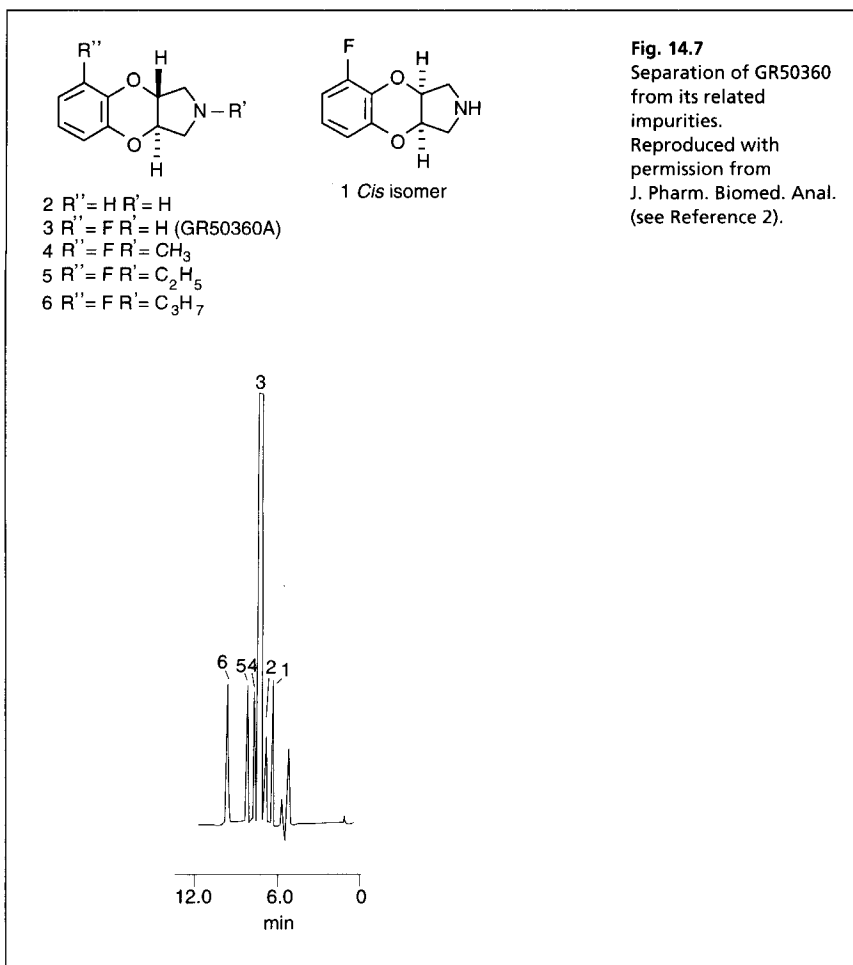 R''
H
O
N–R'
O
H
2 R''= H R'= H
3 R''= F R'= H (GR50360A)
4 R''= F R'= CH₃
5 R''= F R'= C₂H₅
6 R''= F R'= C₃H₇
F
H
O
NH
O
H
1 Cis isomer
Fig. 14.7
Separation of GR50360
from its related
impurities.
Reproduced with
permission from
J. Pharm. Biomed. Anal.
(see Reference 2).
3
6 5 4 2 1
12.0 6.0 0
min